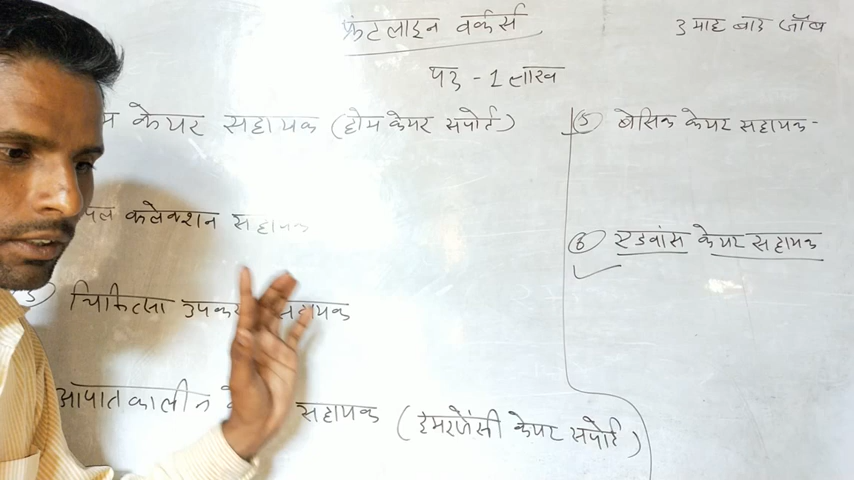 फ्रंटलाइन वर्कर्स
3 माह बाद जॉब
पद - 1 लाख
म केयर सहायक (होम केयर सपोर्ट)
(5) बेसिक केयर सहायक -
पल कलेक्शन सहायक
(6) एडवांस केयर सहायक
3) चिकित्सा उपकर सहायक
आपातकालीन के सहायक (इमरजेंसी केयर सपोर्ट)